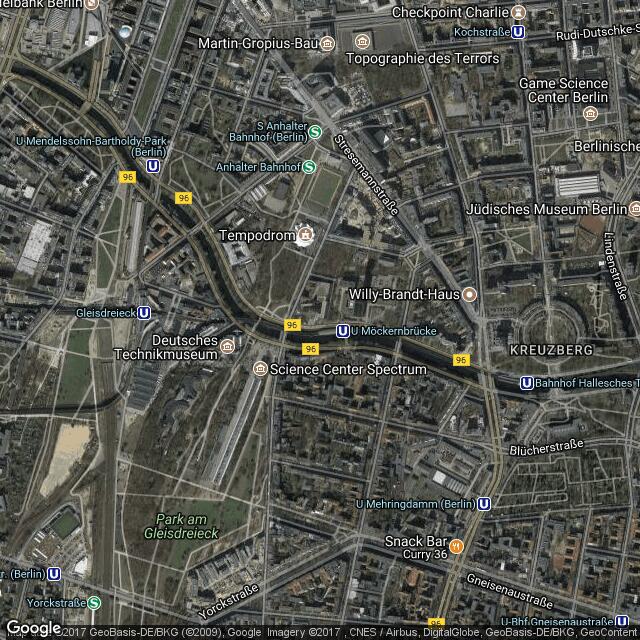 elbank Berlin
Checkpoint Charlie
Kochstraße
Rudi-Dutschke-S
Martin-Gropius-Bau
Topographie des Terrors
Game Science
Center Berlin
S Anhalter
Bahnhof (Berlin)
U Mendelssohn-Bartholdy-Park
(Berlin)
Berlinische
Anhalter Bahnhof
Stresemannstraße
96
96
Jüdisches Museum Berlin
Tempodrom
Lindenstraße
Willy-Brandt-Haus
Gleisdreieck
96
U Möckernbrücke
Deutsches
Technikmuseum
96
96
KREUZBERG
Science Center Spectrum
Bahnhof Hallesches T
Blücherstraße
U Mehringdamm (Berlin)
Park am
Gleisdreieck
Snack Bar
Curry 36
r. (Berlin)
Gneisenaustraße
Yorckstraße
Yorckstraße
96
U-Bhf Gneisenaustraße
Google
©2017 GeoBasis-DE/BKG (©2009), Google Imagery ©2017 , CNES / Airbus, DigitalGlobe, GeoBasis-DE/BKG, GeoContent